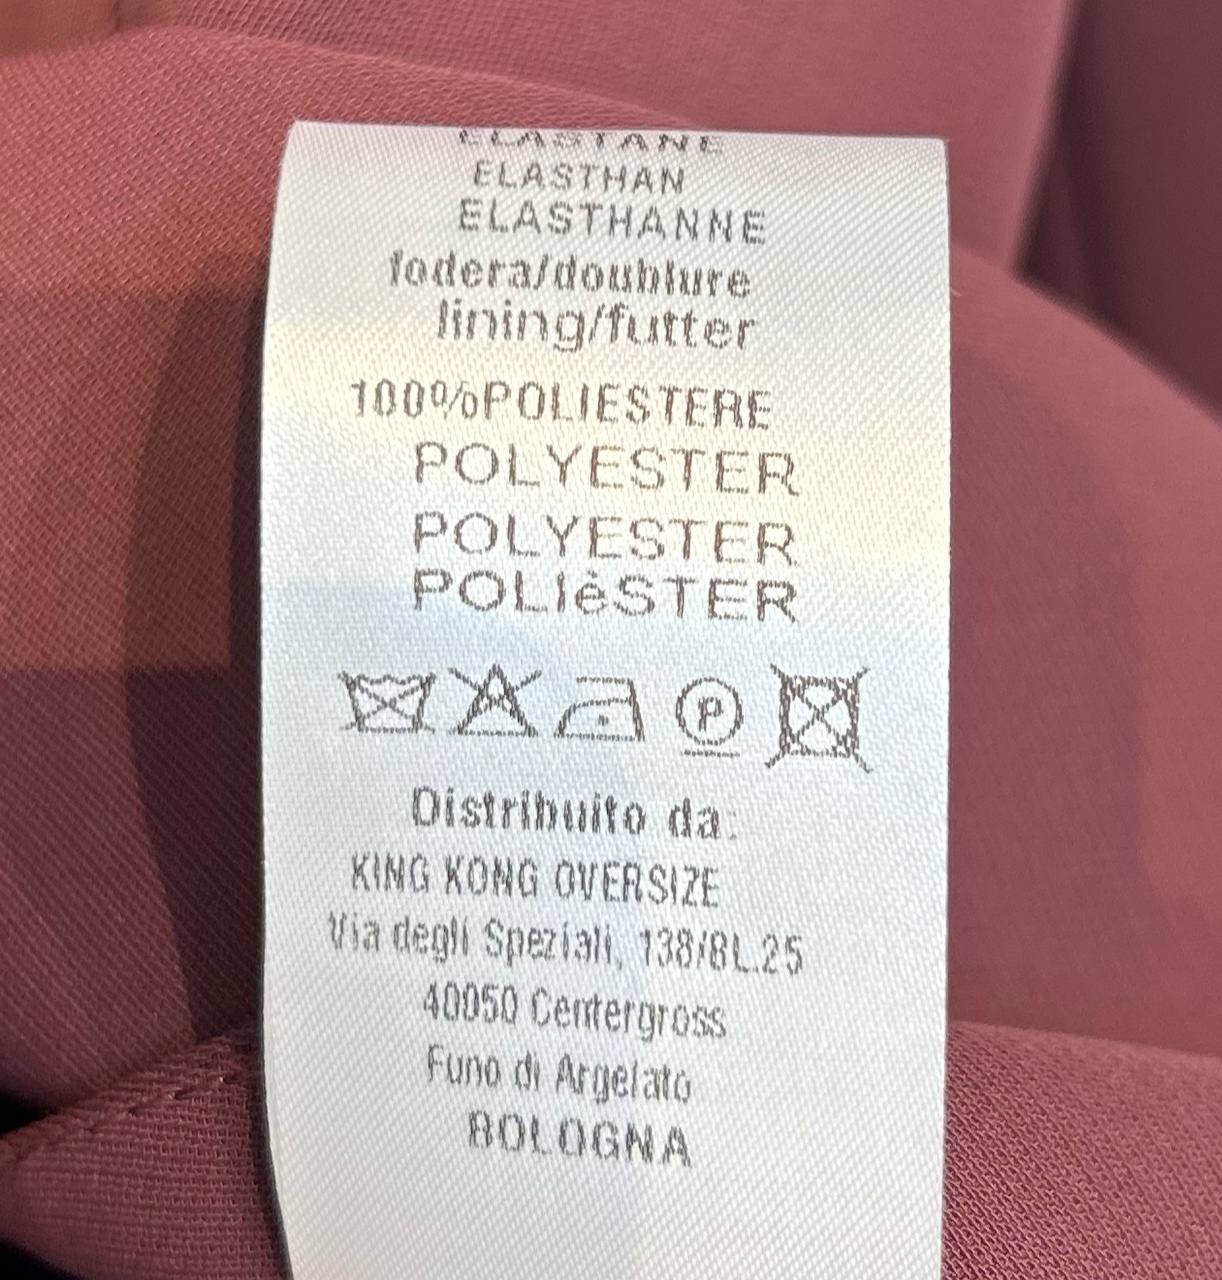 ELASTANE
ELASTHAN
ELASTHANNE
fodera/doublure
lining/futter
100%POLIESTERE
POLYESTER
POLYESTER
POLIèSTER
P
Distribuito da:
KING KONG OVERSIZE
Via degli Speziali, 138/BL.25
40050 Centergross
Funo di Argelato
BOLOGNA